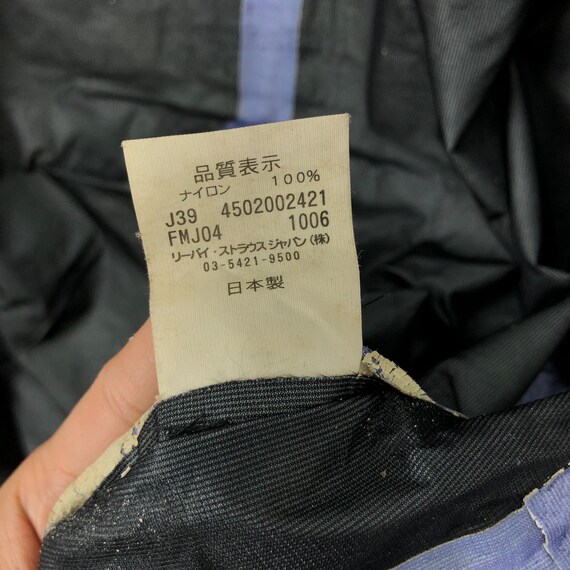 品質表示
ナイロン 100%
J39 4502002421
FMJ04 1006
リーバイ・ストラウスジャパン(株)
03-5421-9500
日本製